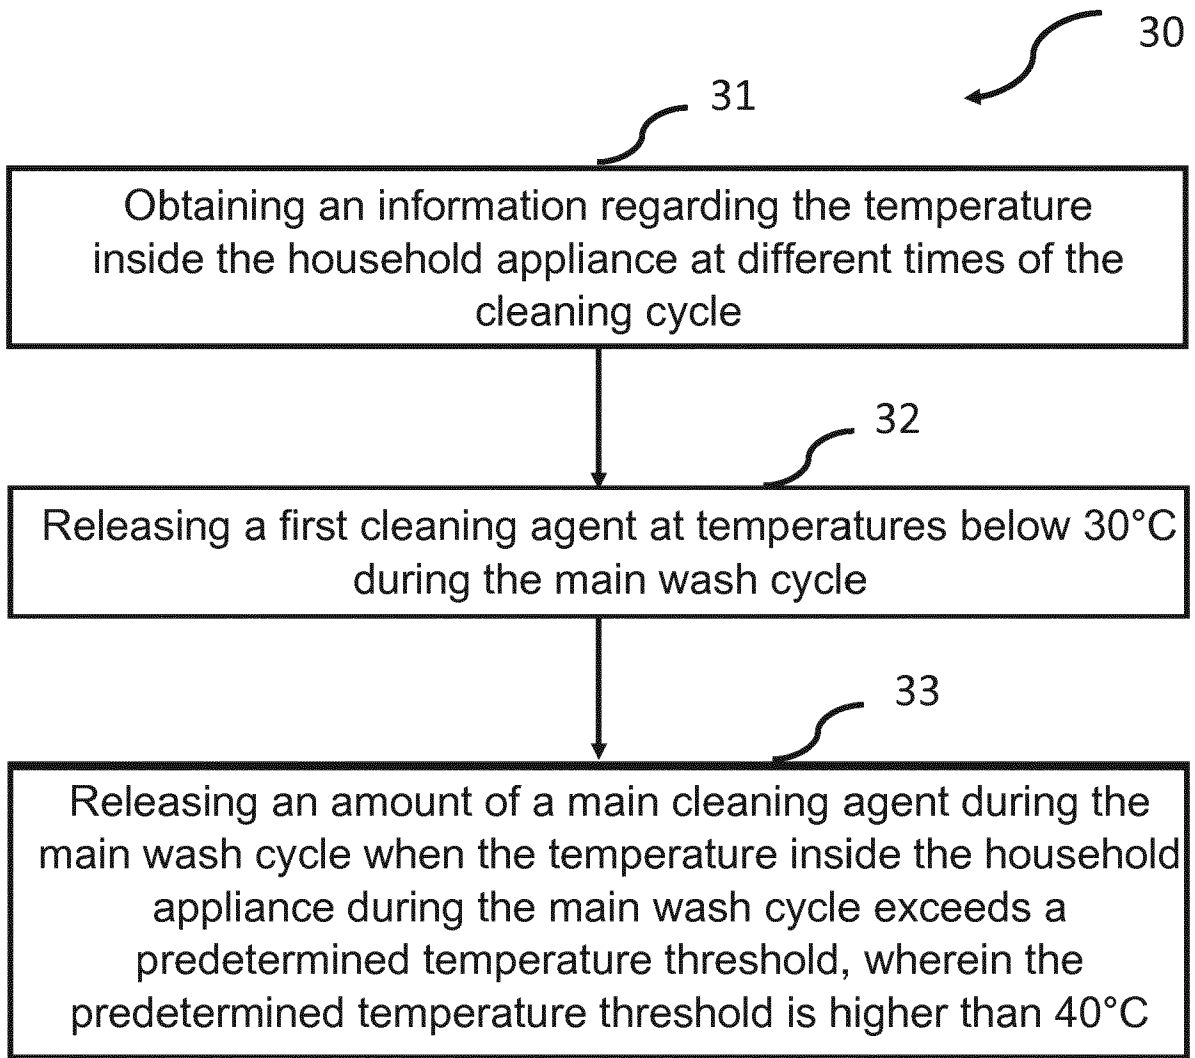 30
31
Obtaining an information regarding the temperature
inside the household appliance at different times of the
cleaning cycle
32
Releasing a first cleaning agent at temperatures below 30°C
during the main wash cycle
33
Releasing an amount of a main cleaning agent during the
main wash cycle when the temperature inside the household
appliance during the main wash cycle exceeds a
predetermined temperature threshold, wherein the
predetermined temperature threshold is higher than 40°C